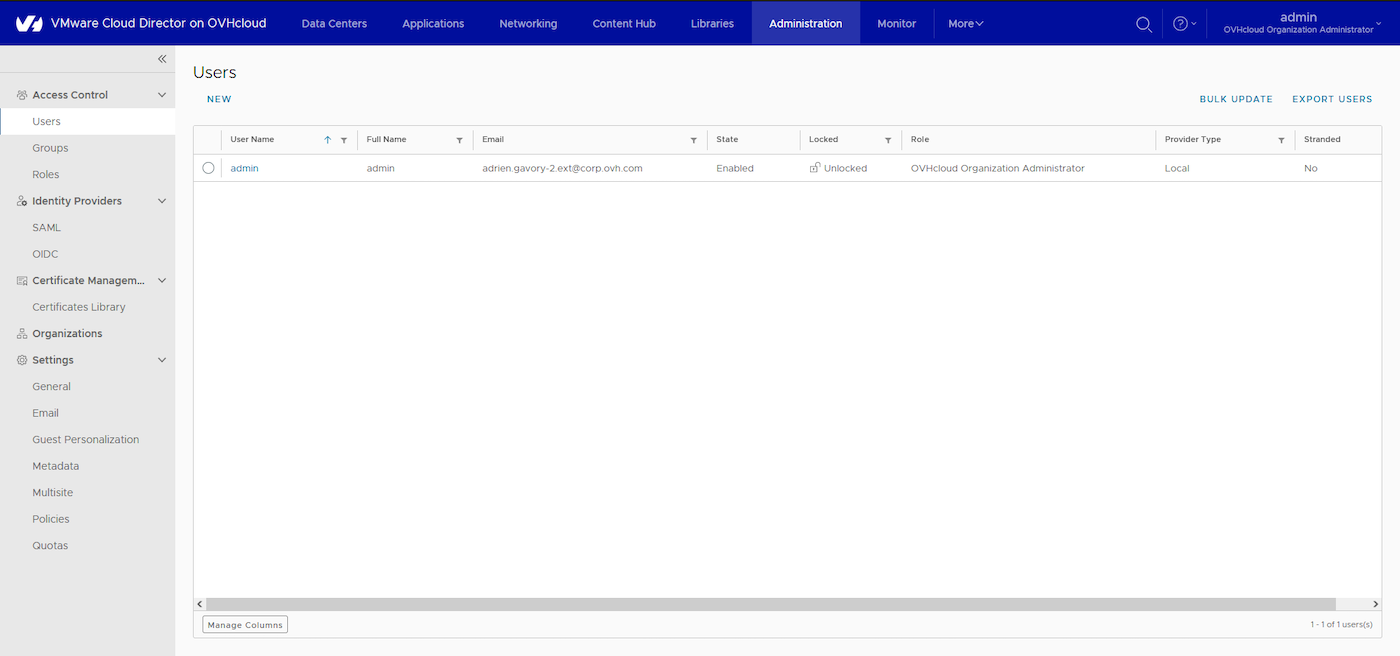 VMware Cloud Director on OVHcloud
Data Centers
Applications
Networking
Content Hub
Libraries
Administration
Monitor
More
admin
OVHcloud Organization Administrator
Access Control
Users
Groups
Roles
Identity Providers
SAML
OIDC
Certificate Managem...
Certificates Library
Organizations
Settings
General
Email
Guest Personalization
Metadata
Multisite
Policies
Quotas
Users
NEW
BULK UPDATE
EXPORT USERS
User Name
Full Name
Email
State
Locked
Role
Provider Type
Stranded
admin
admin
adrien.gavory-2.ext@corp.ovh.com
Enabled
Unlocked
OVHcloud Organization Administrator
Local
No
Manage Columns
1 - 1 of 1 users(s)